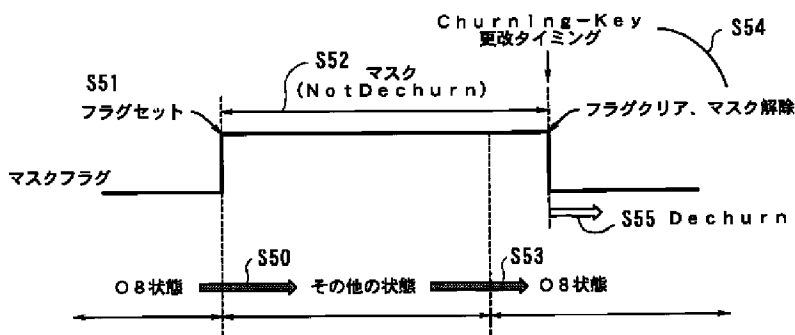 Churning-Key
更改タイミング
S54
S52
マスク
(NotDechurn)
S51
フラグセット
フラグクリア、マスク解除
マスクフラグ
S55 Dechurn
S50
S53
O8状態
その他の状態
O8状態